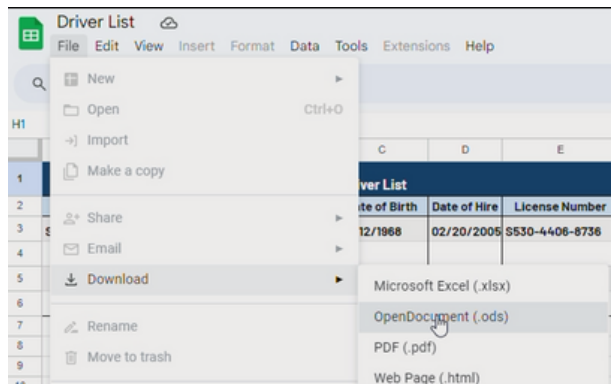 Driver List
File Edit View Insert Format Data Tools Extensions Help
New
Open Ctrl+O
H1
Import
C D E
Make a copy
1 ver List
2 te of Birth Date of Hire License Number
Share
3 S 12/1968 02/20/2005 S530-4406-8736
Email
4
5 Download
Microsoft Excel (.xlsx)
6
OpenDocument (.ods)
7 Rename
8 PDF (.pdf)
Move to trash
9
Web Page (.html)